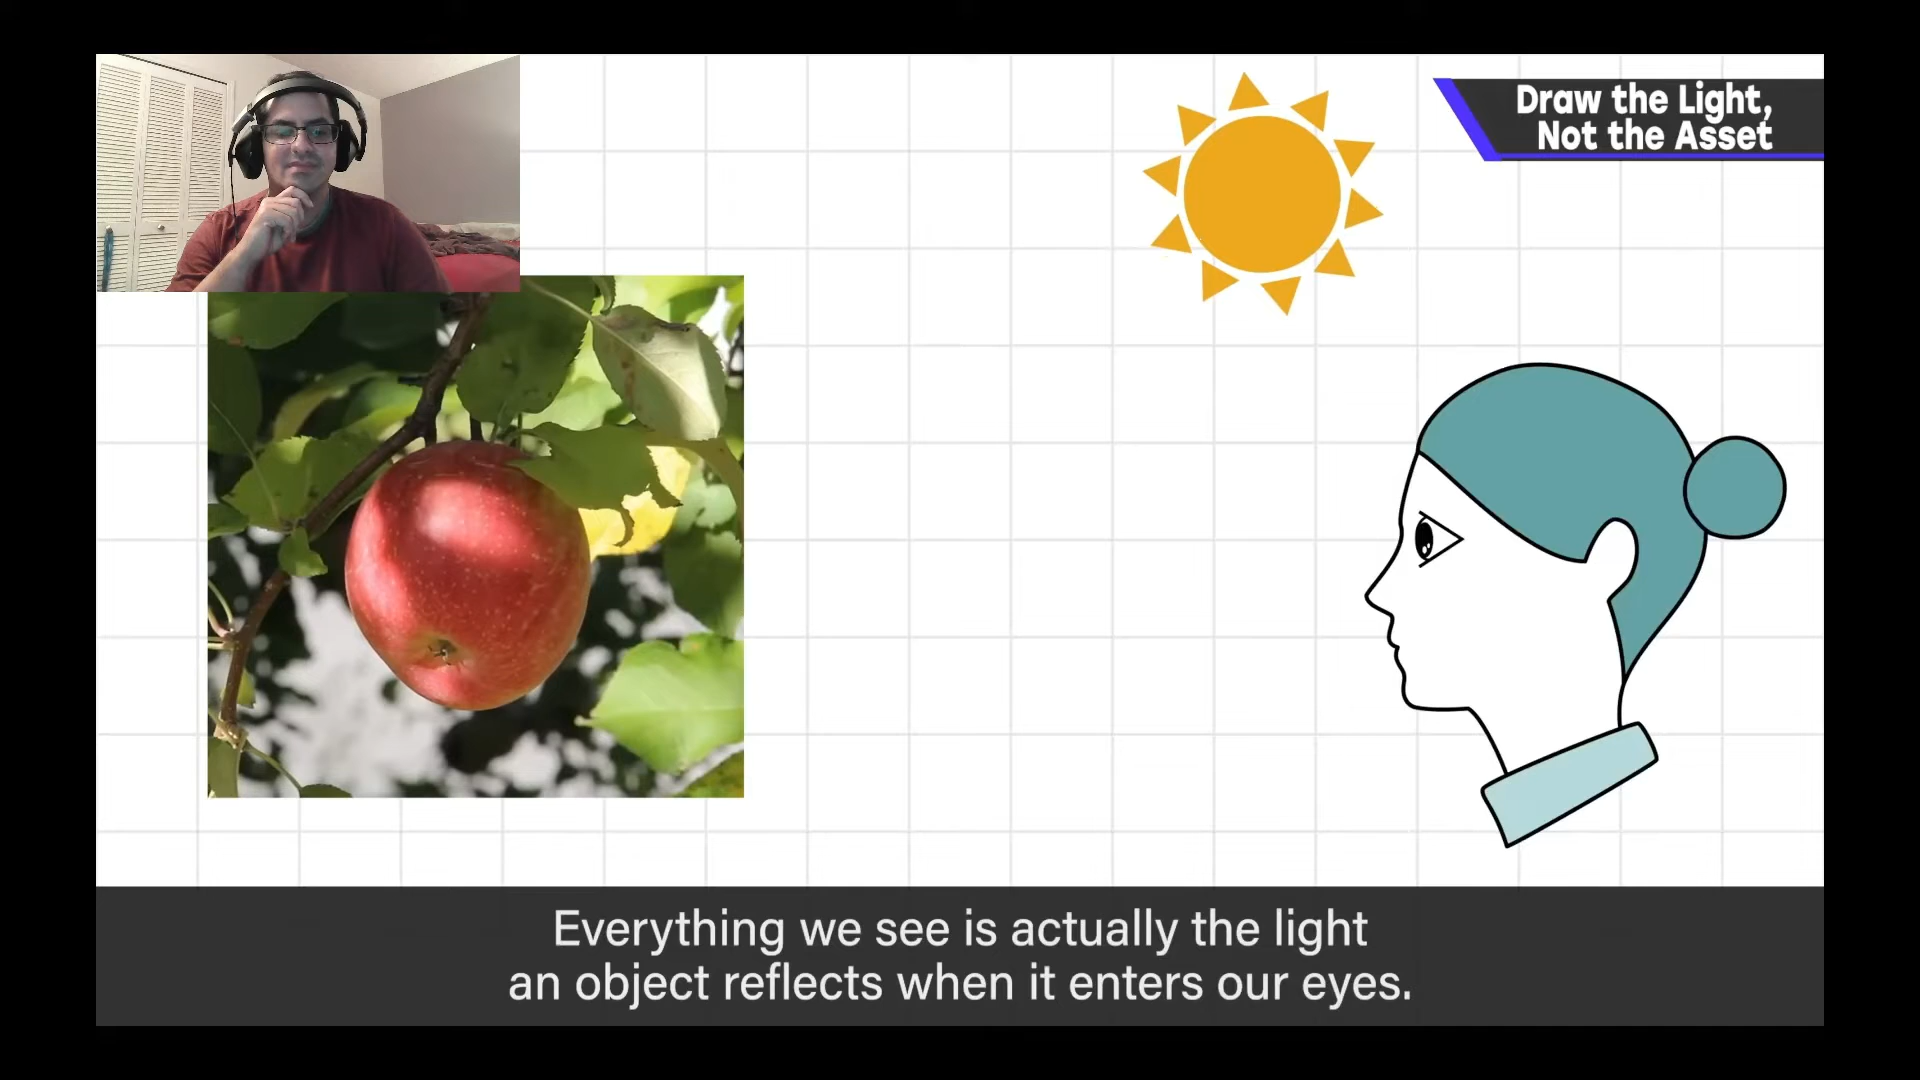 Draw the Light,
Not the Asset
Everything we see is actually the light
an object reflects when it enters our eyes.